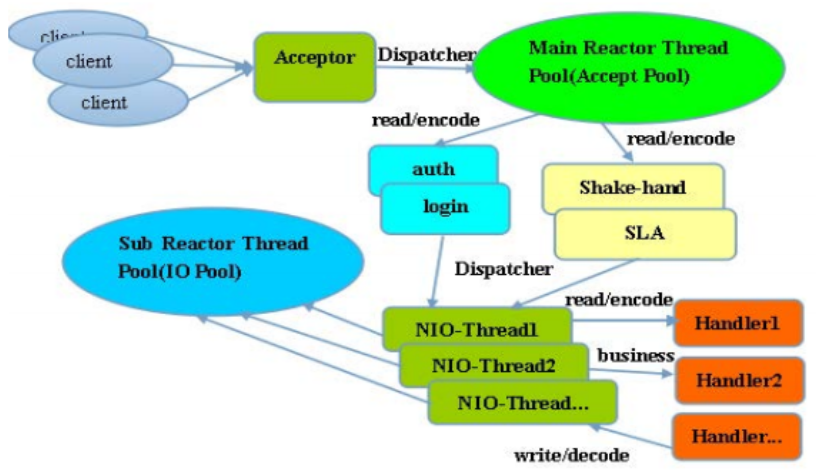 client
client
client
Acceptor
Dispatcher
Main Reactor Thread
Pool(Accept Pool)
read/encode
read/encode
auth
login
Shake-hand
SLA
Sub Reactor Thread
Pool(IO Pool)
Dispatcher
read/encode
NIO-Thread1
Handler1
business
NIO-Thread2
Handler2
NIO-Thread...
Handler...
write/decode